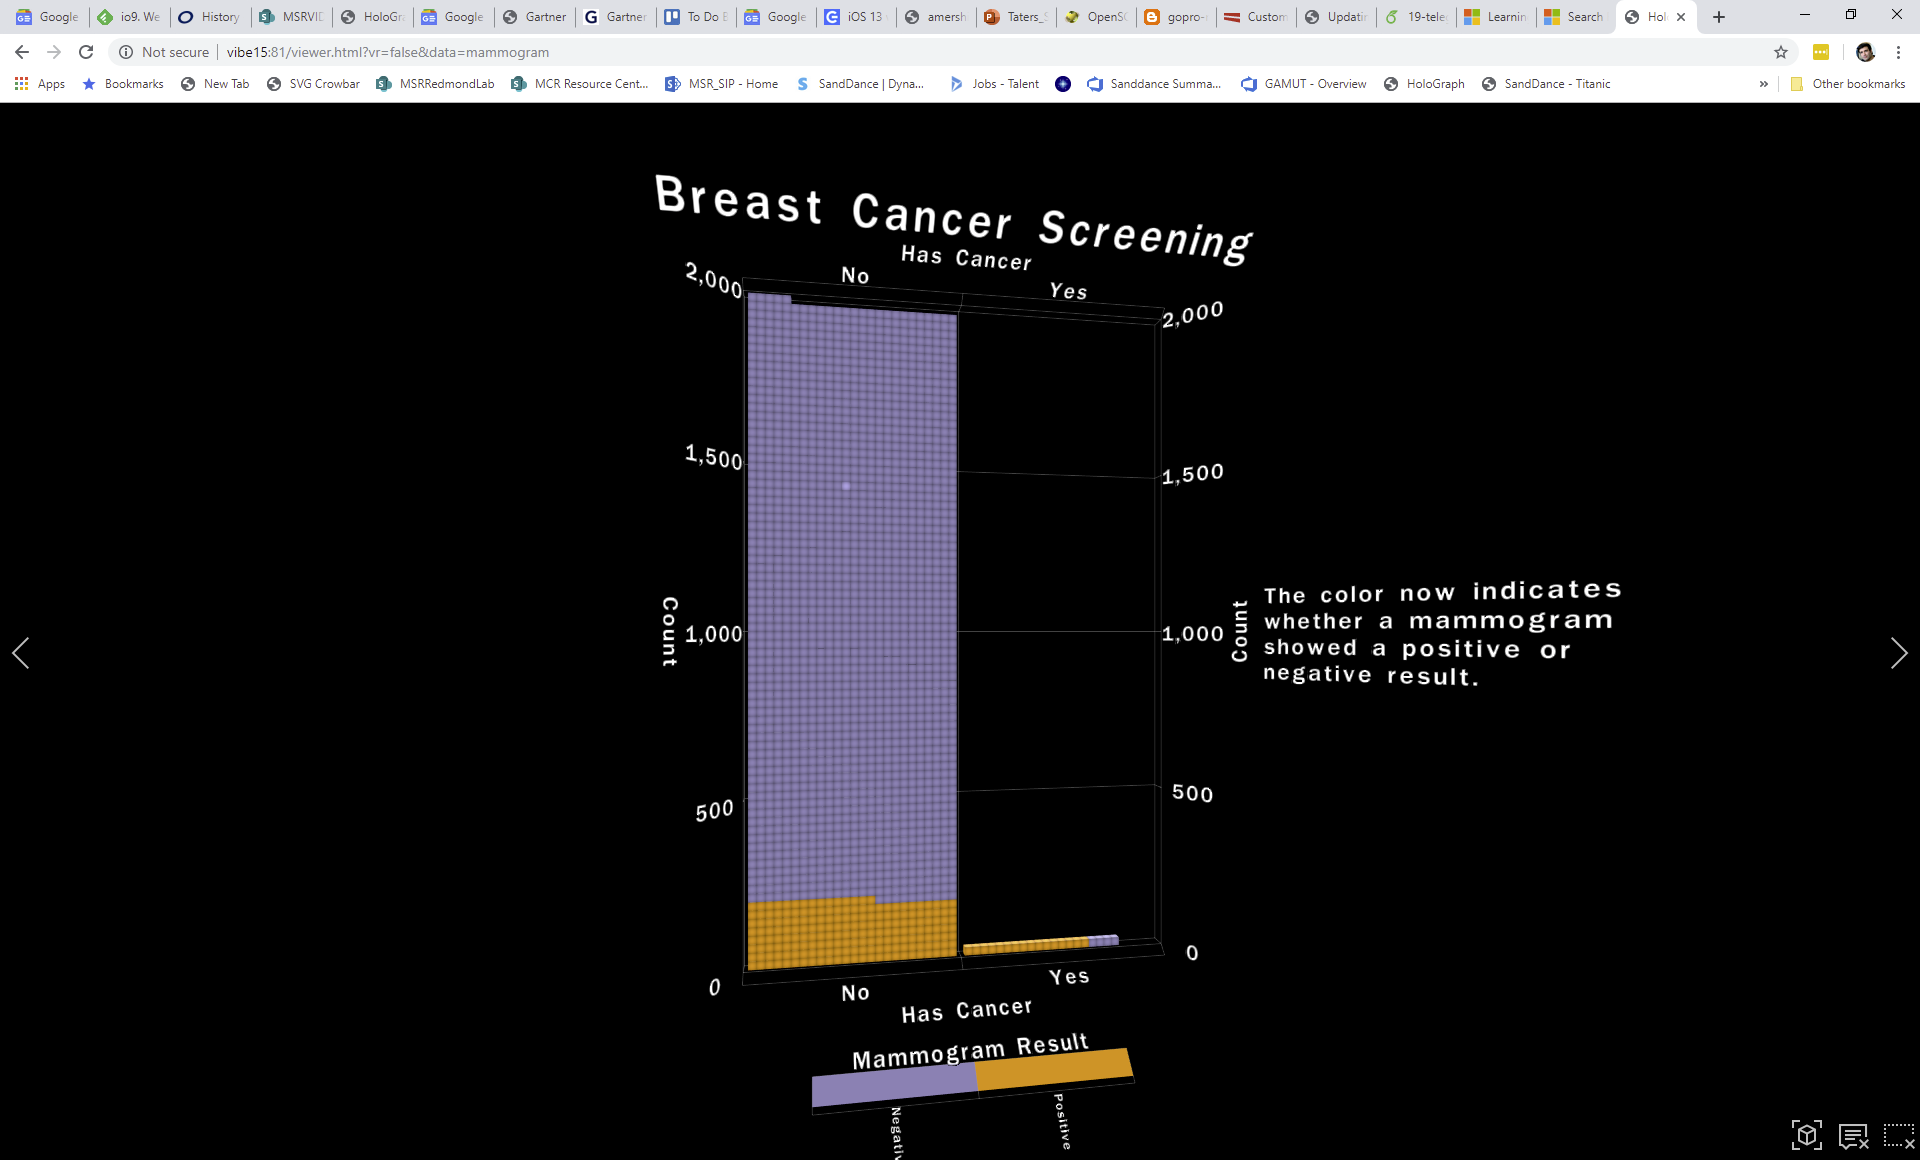 Google
io9. We
History
MSRVID
HoloGr
Google
Gartner
Gartner
To Do
Google
iOS 13
amersh
Taters_
OpenSC
gopro-
Custom
Updati
19-tele
Learnin
Search
Hol
Not secure
vibe15:81/viewer.html?vr=false&data=mammogram
Apps
Bookmarks
New Tab
SVG Crowbar
MSRRedmondLab
MCR Resource Cent...
MSR_SIP - Home
SandDance | Dyna...
Jobs - Talent
Sanddance Summa...
GAMUT - Overview
HoloGraph
SandDance - Titanic
»
Other bookmarks
Breast Cancer Screening
Has Cancer
No
Yes
2,000
2,000
1,500
1,500
Count
1,000
1,000
Count
500
500
0
0
The color now indicates
whether a mammogram
showed a positive or
negative result.
No
Yes
Has Cancer
Mammogram Result
Negativ
Positive